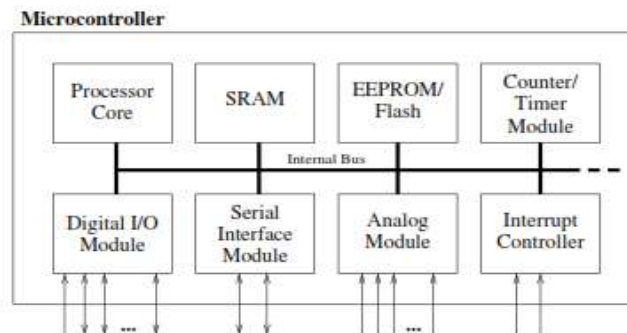 Microcontroller
Processor
Core
SRAM
EEPROM/
Flash
Counter/
Timer
Module
Internal Bus
Digital I/O
Module
Serial
Interface
Module
Analog
Module
Interrupt
Controller
...
...